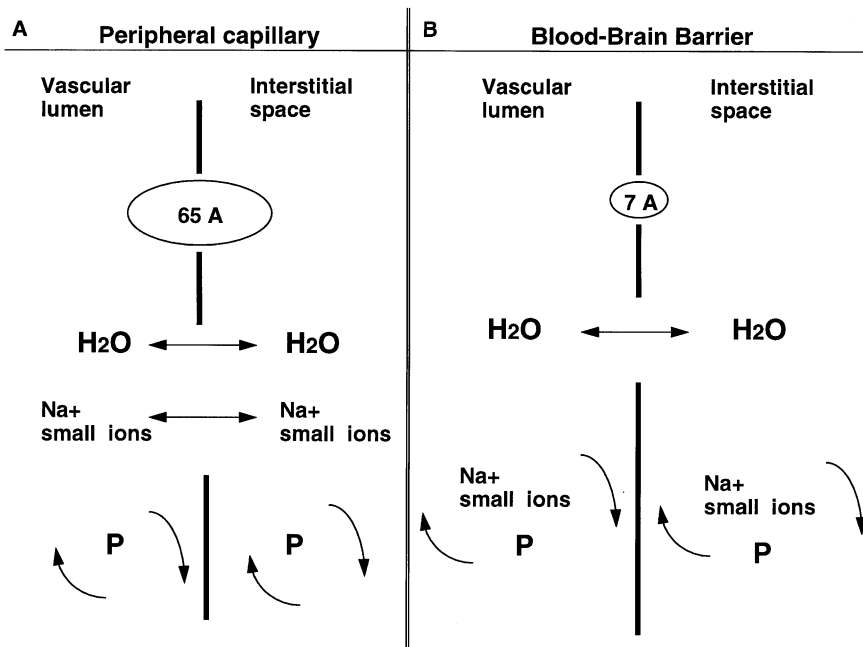 A
Peripheral capillary
Vascular
lumen
Interstitial
space
65 A
H2O
H2O
Na+
small ions
Na+
small ions
P
P
B
Blood-Brain Barrier
Vascular
lumen
Interstitial
space
7 A
H2O
H2O
Na+
small ions
P
Na+
small ions
P